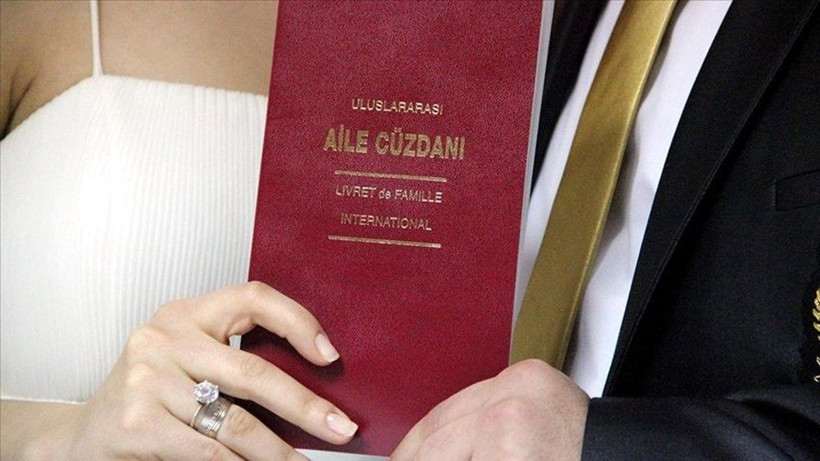 ULUSLARARASI
AİLE CÜZDANI
LIVRET de FAMILLE
INTERNATIONAL